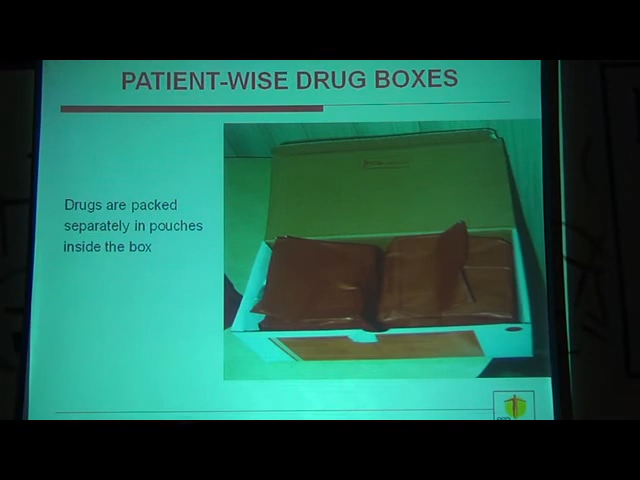 PATIENT-WISE DRUG BOXES
Drugs are packed
separately in pouches
inside the box